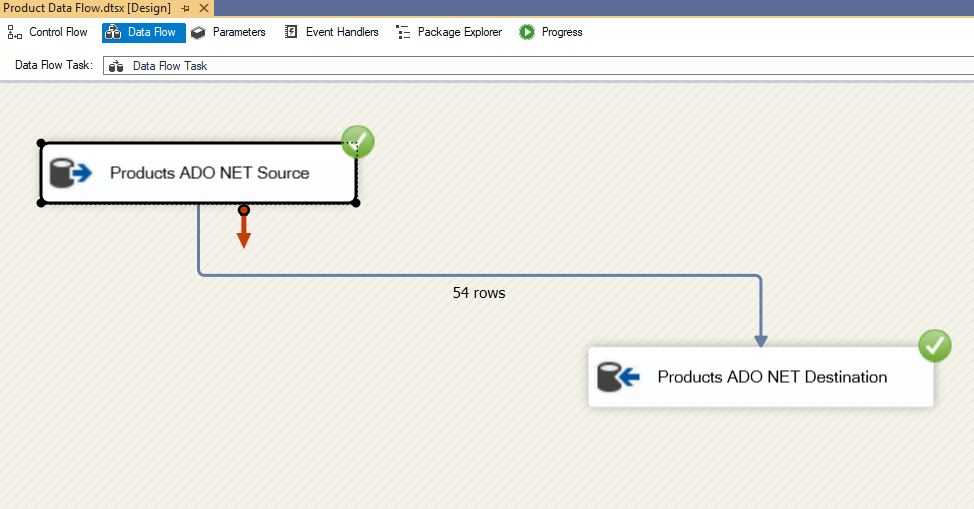 Product Data Flow.dtsx [Design]
Control Flow Data Flow Parameters Event Handlers Package Explorer Progress
Data Flow Task: Data Flow Task
Products ADO NET Source
54 rows
Products ADO NET Destination